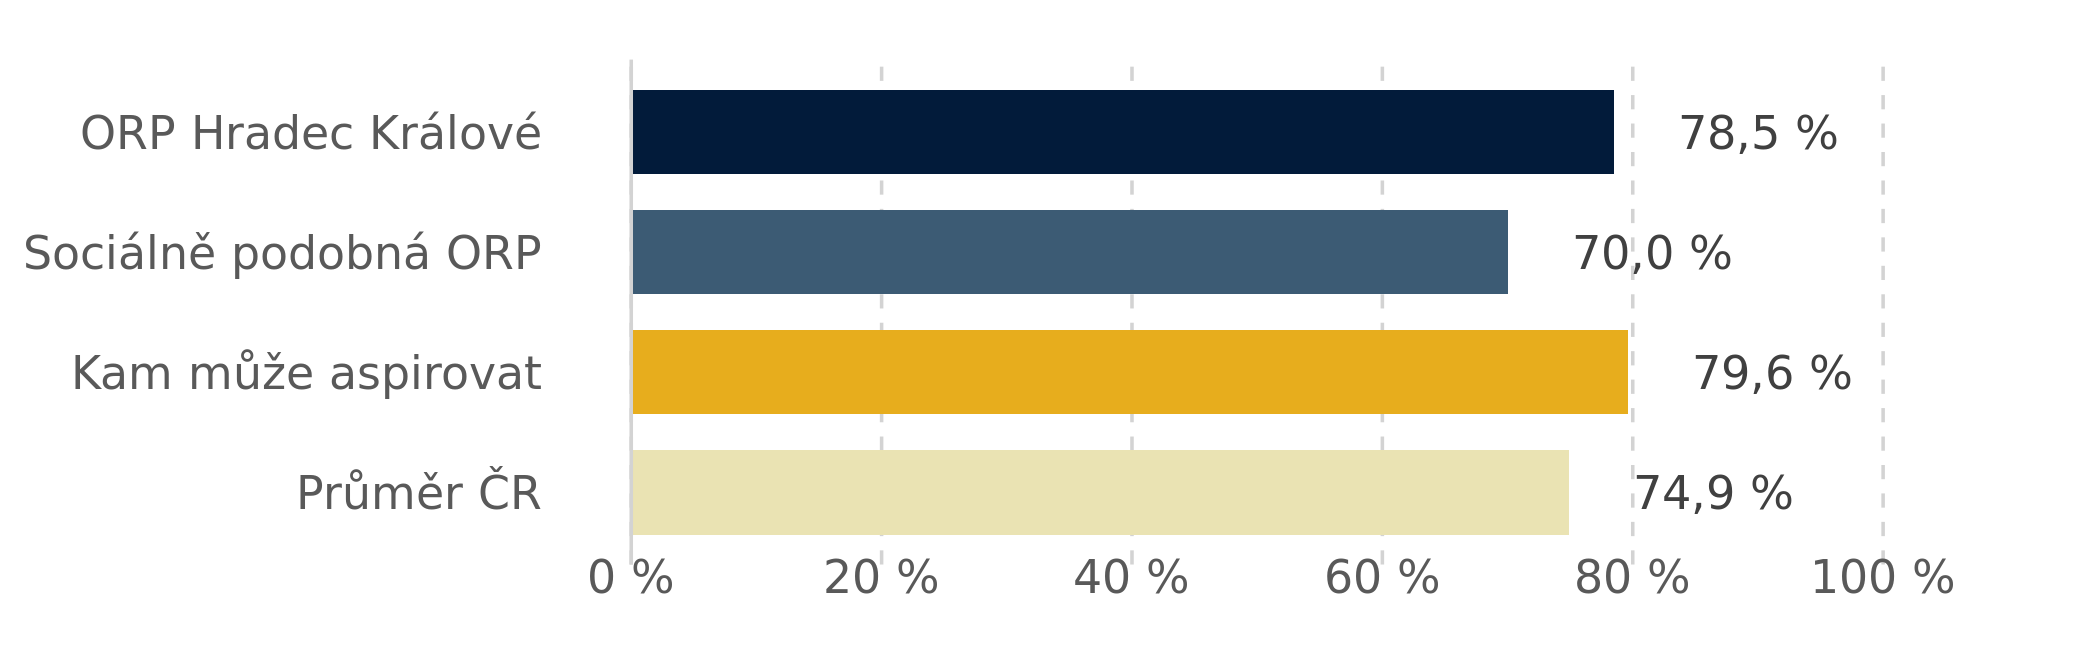 ORP Hradec Králové 78,5 %
Sociálně podobná ORP 70,0 %
Kam může aspirovat 79,6 %
Průměr ČR 74,9 %
0 % 20 % 40 % 60 % 80 % 100 %